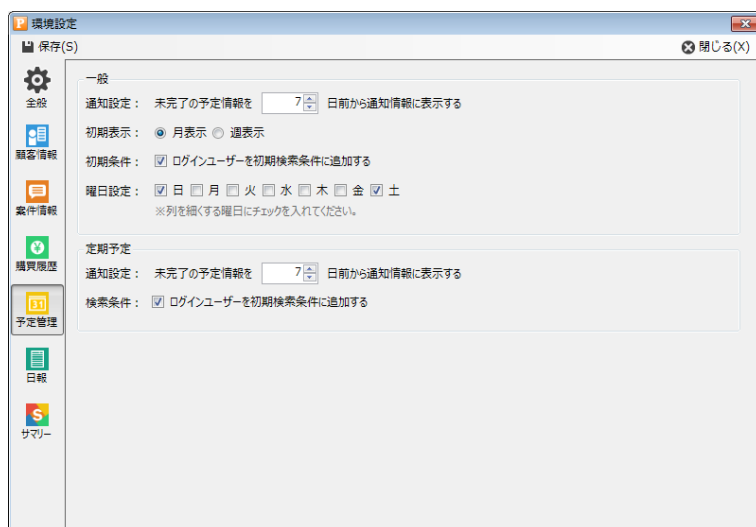 P 環境設定
保存(S) 閉じる(X)
全般
顧客情報
案件情報
購買履歴
31
予定管理
日報
S
サマリー
一般
通知設定： 未完了の予定情報を 7 日前から通知情報に表示する
初期表示： 月表示 週表示
初期条件： ログインユーザーを初期検索条件に追加する
曜日設定： 日 月 火 水 木 金 土
※列を細くする曜日にチェックを入れてください。
定期予定
通知設定： 未完了の予定情報を 7 日前から通知情報に表示する
検索条件： ログインユーザーを初期検索条件に追加する